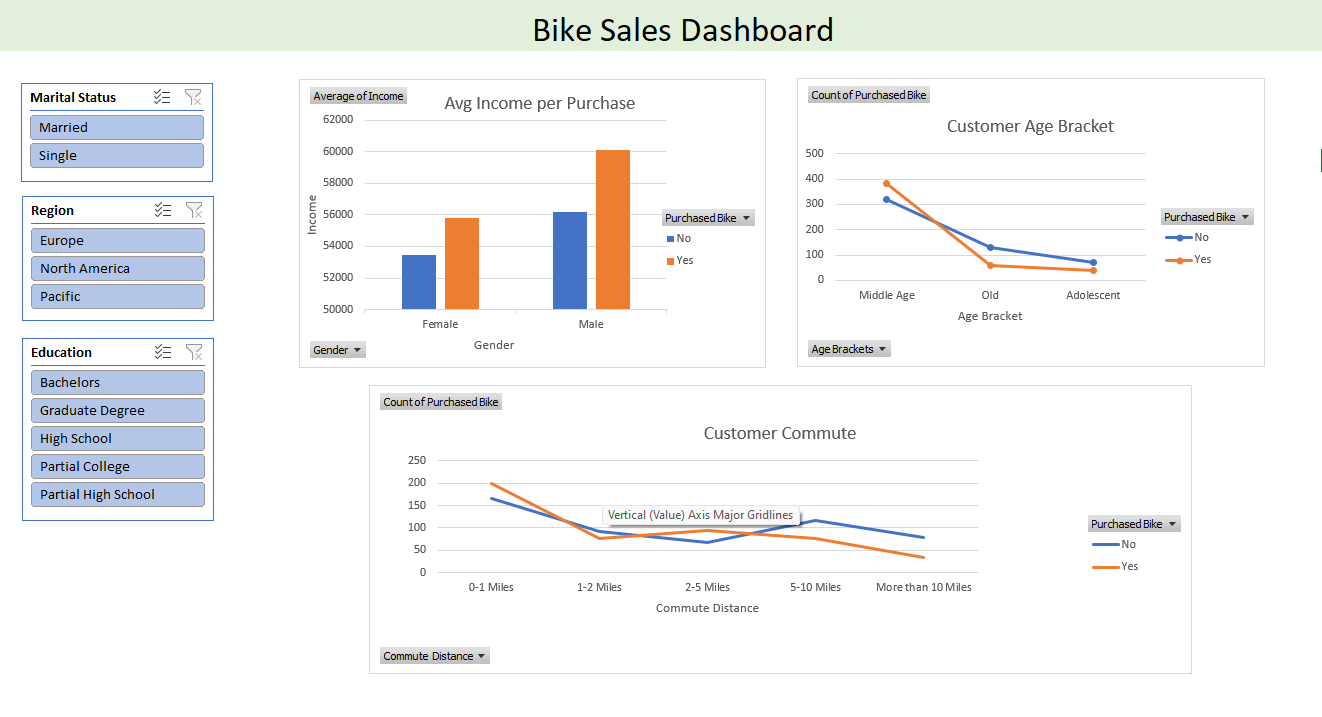 Bike Sales Dashboard
Marital Status
Married
Single
Region
Europe
North America
Pacific
Education
Bachelors
Graduate Degree
High School
Partial College
Partial High School
Average of Income
Avg Income per Purchase
62000
60000
58000
56000
54000
52000
50000
Income
Female
Male
Gender
Purchased Bike
No
Yes
Gender
Count of Purchased Bike
Customer Age Bracket
500
400
300
200
100
0
Middle Age
Old
Adolescent
Age Bracket
Purchased Bike
No
Yes
Age Brackets
Count of Purchased Bike
Customer Commute
250
200
150
100
50
0
Vertical (Value) Axis Major Gridlines
0-1 Miles
1-2 Miles
2-5 Miles
5-10 Miles
More than 10 Miles
Commute Distance
Purchased Bike
No
Yes
Commute Distance